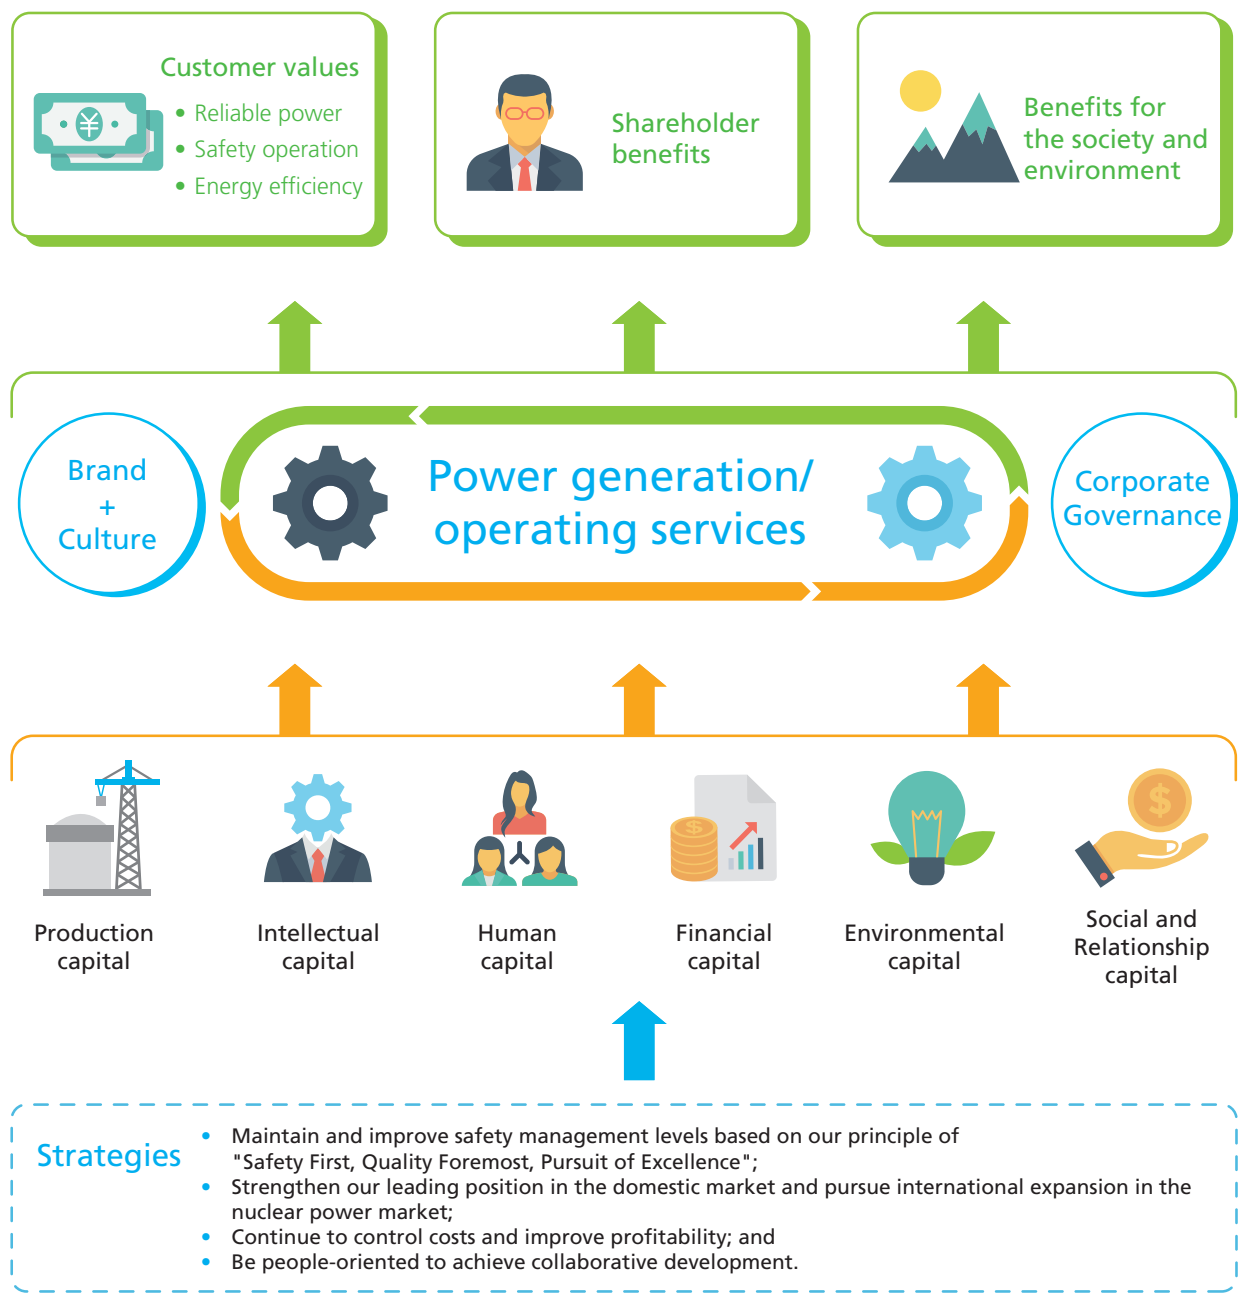 Customer values
• Reliable power
• Safety operation
• Energy efficiency
¥
Shareholder
benefits
Benefits for
the society and
environment
Brand
+
Culture
Power generation/
operating services
Corporate
Governance
$
$
Production
capital
Intellectual
capital
Human
capital
Financial
capital
Environmental
capital
Social and
Relationship
capital
Strategies
• Maintain and improve safety management levels based on our principle of
"Safety First, Quality Foremost, Pursuit of Excellence";
• Strengthen our leading position in the domestic market and pursue international expansion in the
nuclear power market;
• Continue to control costs and improve profitability; and
• Be people-oriented to achieve collaborative development.